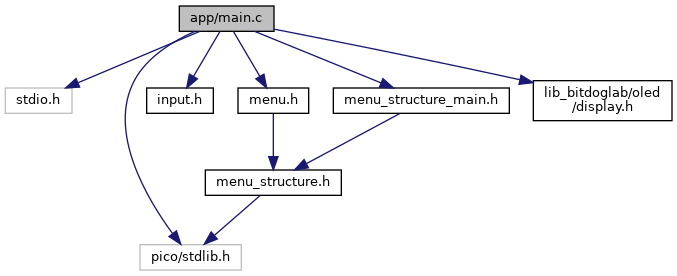 app/main.c
stdio.h
input.h
menu.h
menu_structure_main.h
lib_bitdoglab/oled
/display.h
menu_structure.h
pico/stdlib.h